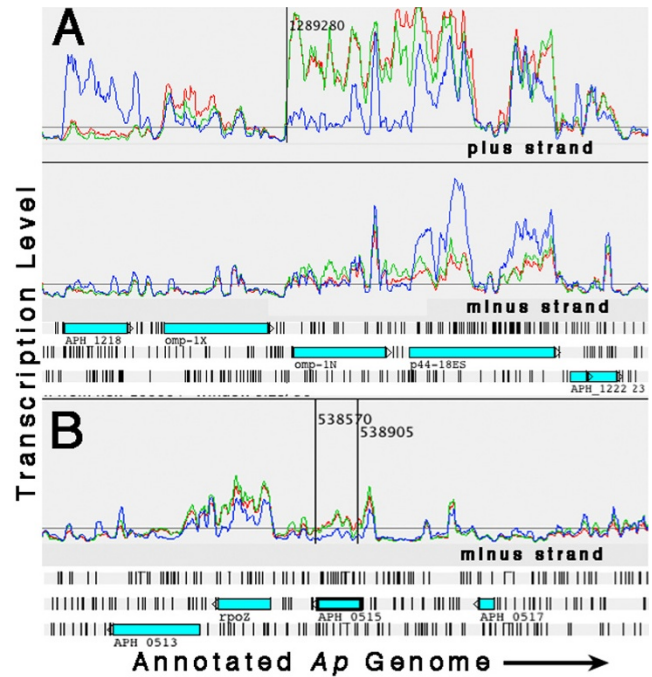 A
1289280
plus strand
Transcription Level
minus strand
APH_1218
omp-1X
omp-1N
p44-18ES
APH_1222 23
B
538570
538905
minus strand
rpoZ
APH_0515
APH_0517
APH_0513
Annotated Ap Genome